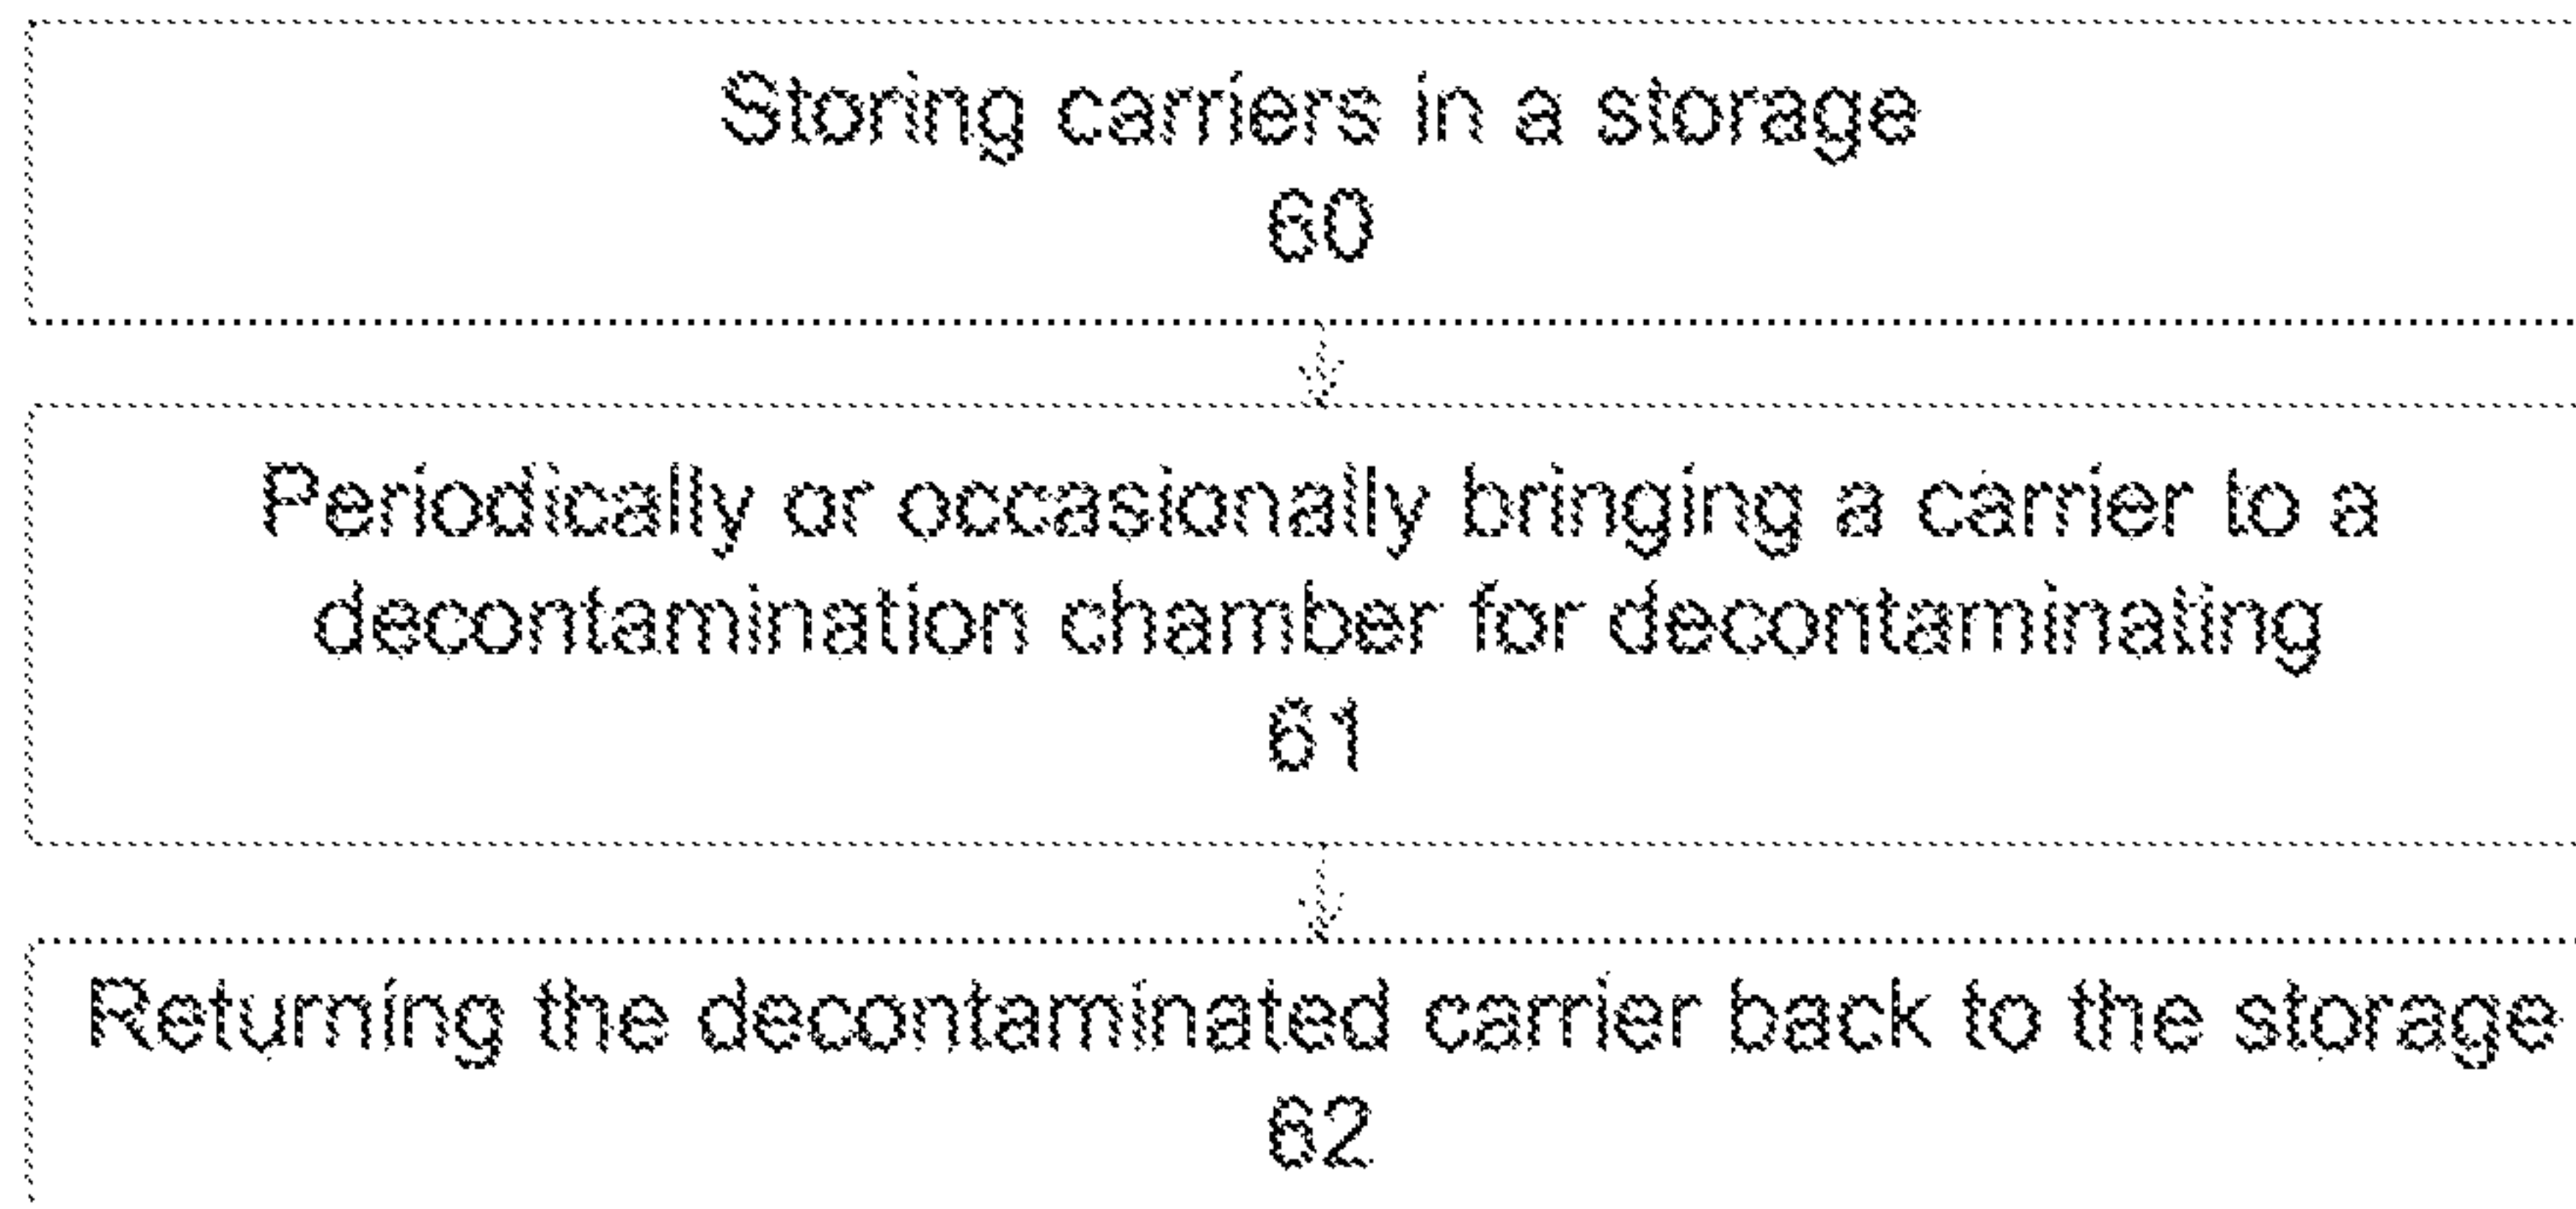 Storing carriers in a storage
60
Periodically or occasionally bringing a carrier to a
decontamination chamber for decontaminating
61
Returning the decontaminated carrier back to the storage
62